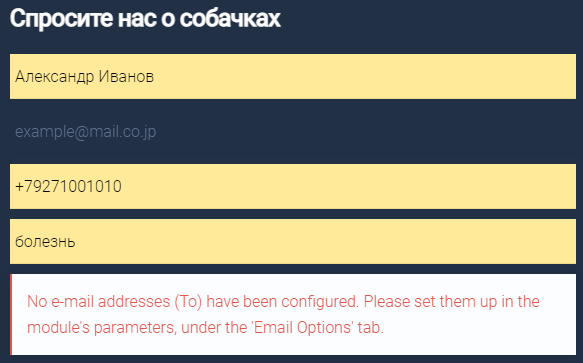 Спросите нас о собачках
Александр Иванов
example@mail.co.jp
+79271001010
болезнь
No e-mail addresses (To) have been configured. Please set them up in the
module's parameters, under the 'Email Options' tab.